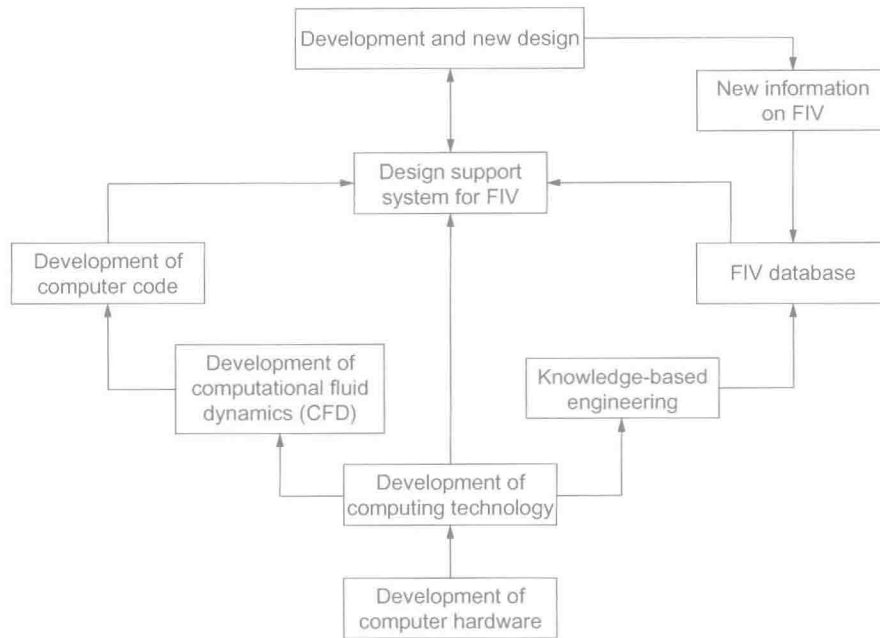 Development and new design
New information
on FIV
Design support
system for FIV
Development of
computer code
FIV database
Development of
computational fluid
dynamics (CFD)
Knowledge-based
engineering
Development of
computing technology
Development of
computer hardware